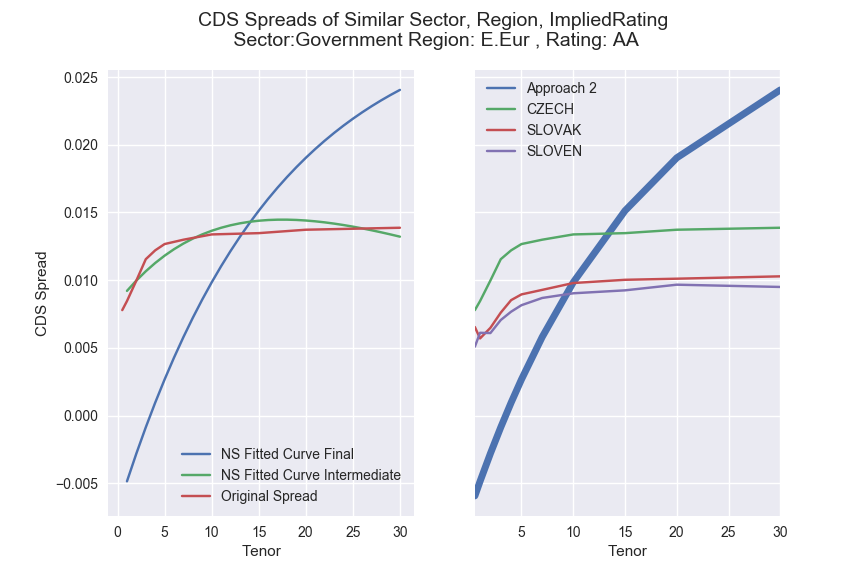 CDS Spreads of Similar Sector, Region, ImpliedRating
Sector:Government Region: E.Eur , Rating: AA
CDS Spread
0.025
0.020
0.015
0.010
0.005
0.000
−0.005
NS Fitted Curve Final
NS Fitted Curve Intermediate
Original Spread
0 5 10 15 20 25 30
Tenor
Approach 2
CZECH
SLOVAK
SLOVEN
5 10 15 20 25 30
Tenor